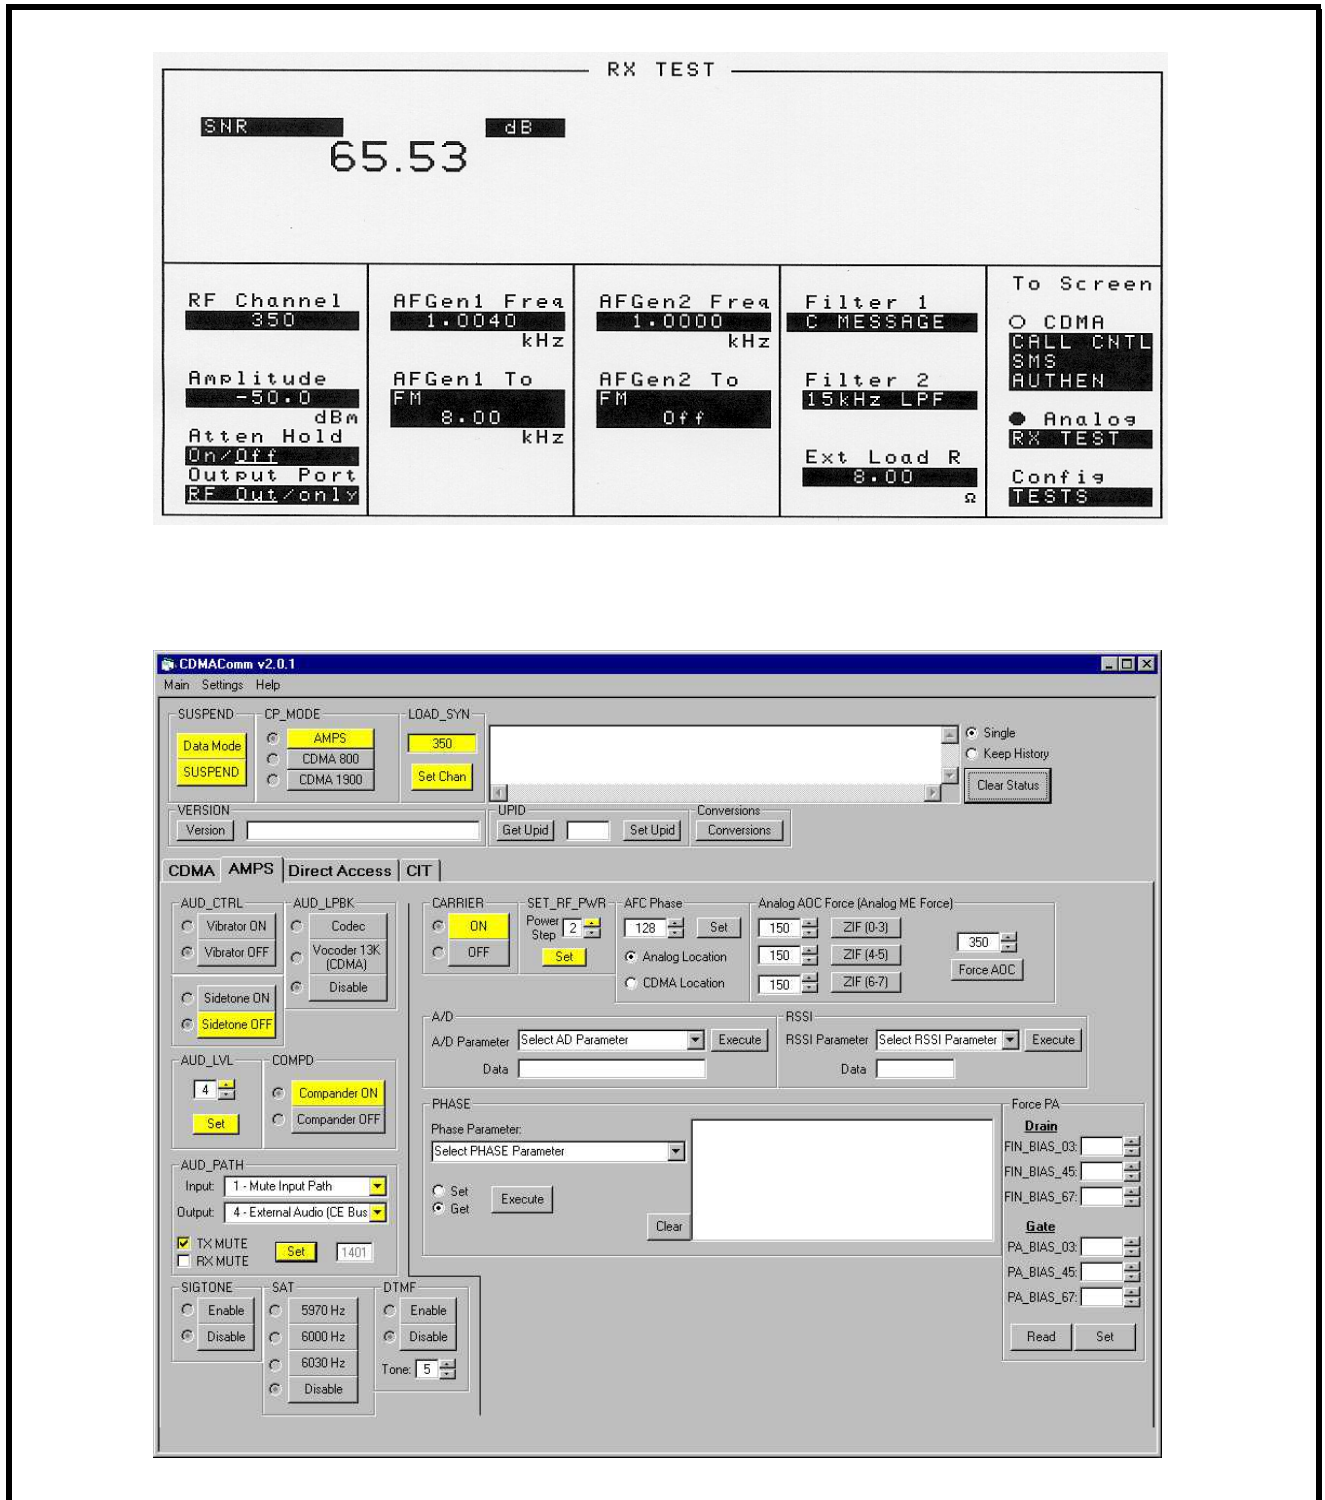 RX TEST
SNR dB
65.53
RF Channel
350
Amplitude
-50.0
dBm
Atten Hold
On/Off
Output Port
RF Out/only
AFGen1 Freq
1.0040
kHz
AFGen1 To
FM
8.00
kHz
AFGen2 Freq
1.0000
kHz
AFGen2 To
FM
Off
Filter 1
C MESSAGE
Filter 2
15kHz LPF
Ext Load R
8.00
Ω
To Screen
CDMA
CALL CNTL
SMS
AUTHEN
Analog
RX TEST
Config
TESTS
CDMAComm v2.0.1
Main Settings Help
SUSPEND
Data Mode
SUSPEND
CP_MODE
AMPS
CDMA 800
CDMA 1900
LOAD_SYN
350
Set Chan
Single
Keep History
Clear Status
VERSION
Version
UPID
Get Upid Set Upid
Conversions
Conversions
CDMA AMPS Direct Access CIT
AUD_CTRL
Vibrator ON
Vibrator OFF
Sidetone ON
Sidetone OFF
AUD_LPBK
Codec
Vocoder 13K
(CDMA)
Disable
AUD_LVL
4
Set
COMPD
Compander ON
Compander OFF
AUD_PATH
Input: 1 - Mute Input Path
Output: 4 - External Audio (CE Bus
TX MUTE
RX MUTE
Set 1401
SIGTONE
Enable
Disable
SAT
5970 Hz
6000 Hz
6030 Hz
Disable
DTMF
Enable
Disable
Tone: 5
CARRIER
ON
OFF
SET_RF_PWR
Power
Step 2
Set
AFC Phase
128 Set
Analog Location
CDMA Location
Analog AOC Force (Analog ME Force)
150 ZIF (0-3)
150 ZIF (4-5)
150 ZIF (6-7)
350
Force AOC
A/D
A/D Parameter Select AD Parameter Execute
Data
RSSI
RSSI Parameter Select RSSI Parameter Execute
Data
PHASE
Phase Parameter:
Select PHASE Parameter
Set
Get
Execute
Clear
Force PA
Drain
FIN_BIAS_03:
FIN_BIAS_45:
FIN_BIAS_67:
Gate
PA_BIAS_03:
PA_BIAS_45:
PA_BIAS_67:
Read Set